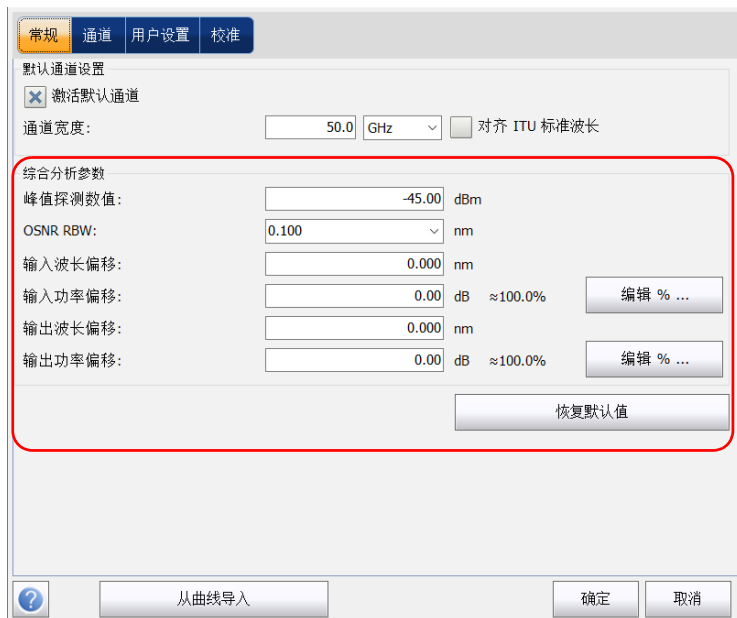 常规 通道 用户设置 校准
默认通道设置
激活默认通道
通道宽度: 50.0 GHz 对齐 ITU 标准波长
综合分析参数
峰值探测数值: -45.00 dBm
OSNR RBW: 0.100 nm
输入波长偏移: 0.000 nm
输入功率偏移: 0.00 dB ≈100.0% 编辑 % ...
输出波长偏移: 0.000 nm
输出功率偏移: 0.00 dB ≈100.0% 编辑 % ...
恢复默认值
? 从曲线导入 确定 取消